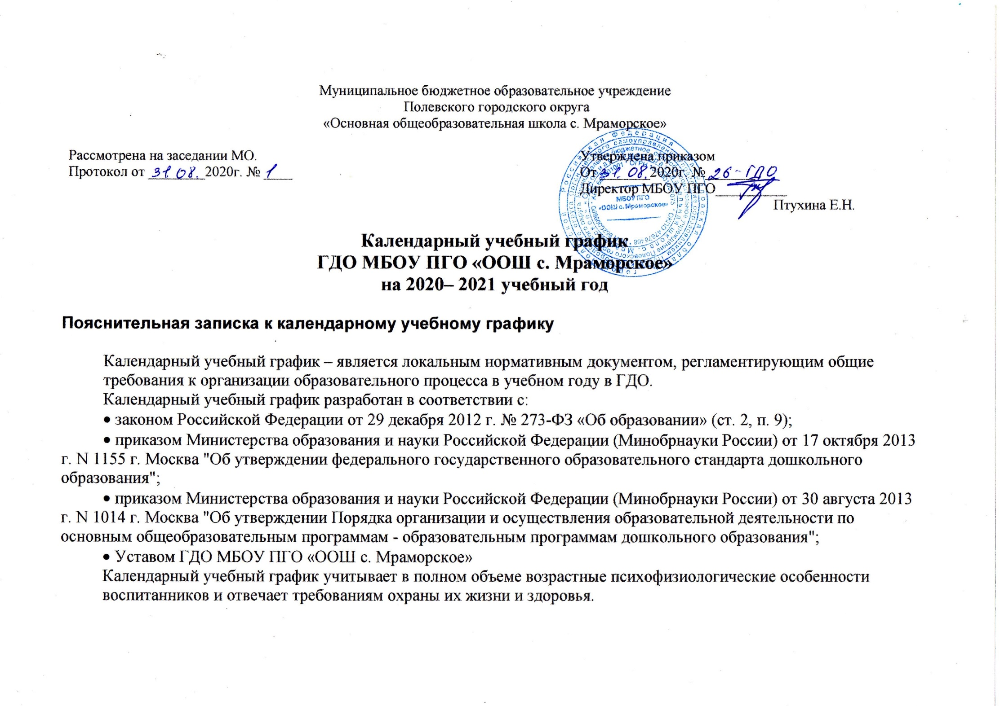 Муниципальное бюджетное образовательное учреждение
Полевского городского округа
«Основная общеобразовательная школа с. Мраморское»
Рассмотрена на заседании МО.
Протокол от 31.08.2020г. № 1
Утверждена приказом
От 31.08.2020г. № 26-ГДО
Директор МБОУ ПГО
Птухина Е.Н.
МБОУ ПГО
«ООШ с. Мраморское»
Календарный учебный график
ГДО МБОУ ПГО «ООШ с. Мраморское»
на 2020– 2021 учебный год
Пояснительная записка к календарному учебному графику
Календарный учебный график – является локальным нормативным документом, регламентирующим общие
требования к организации образовательного процесса в учебном году в ГДО.
Календарный учебный график разработан в соответствии с:
• законом Российской Федерации от 29 декабря 2012 г. № 273-ФЗ «Об образовании» (ст. 2, п. 9);
• приказом Министерства образования и науки Российской Федерации (Минобрнауки России) от 17 октября 2013
г. N 1155 г. Москва "Об утверждении федерального государственного образовательного стандарта дошкольного
образования";
• приказом Министерства образования и науки Российской Федерации (Минобрнауки России) от 30 августа 2013
г. N 1014 г. Москва "Об утверждении Порядка организации и осуществления образовательной деятельности по
основным общеобразовательным программам - образовательным программам дошкольного образования";
• Уставом ГДО МБОУ ПГО «ООШ с. Мраморское»
Календарный учебный график учитывает в полном объеме возрастные психофизиологические особенности
воспитанников и отвечает требованиям охраны их жизни и здоровья.